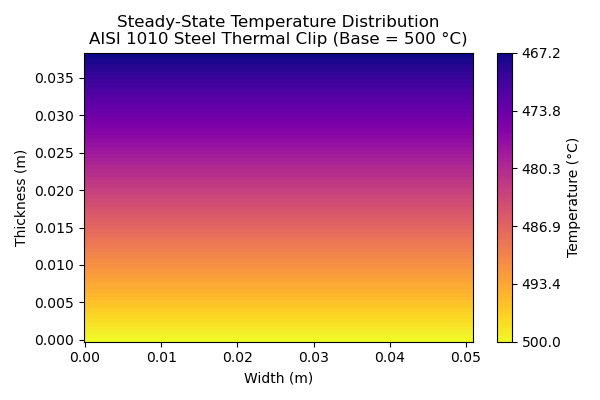 Steady-State Temperature Distribution
AISI 1010 Steel Thermal Clip (Base = 500 °C)
Thickness (m)
0.035
0.030
0.025
0.020
0.015
0.010
0.005
0.000
0.00 0.01 0.02 0.03 0.04 0.05
Width (m)
467.2
473.8
480.3
486.9
493.4
500.0
Temperature (°C)